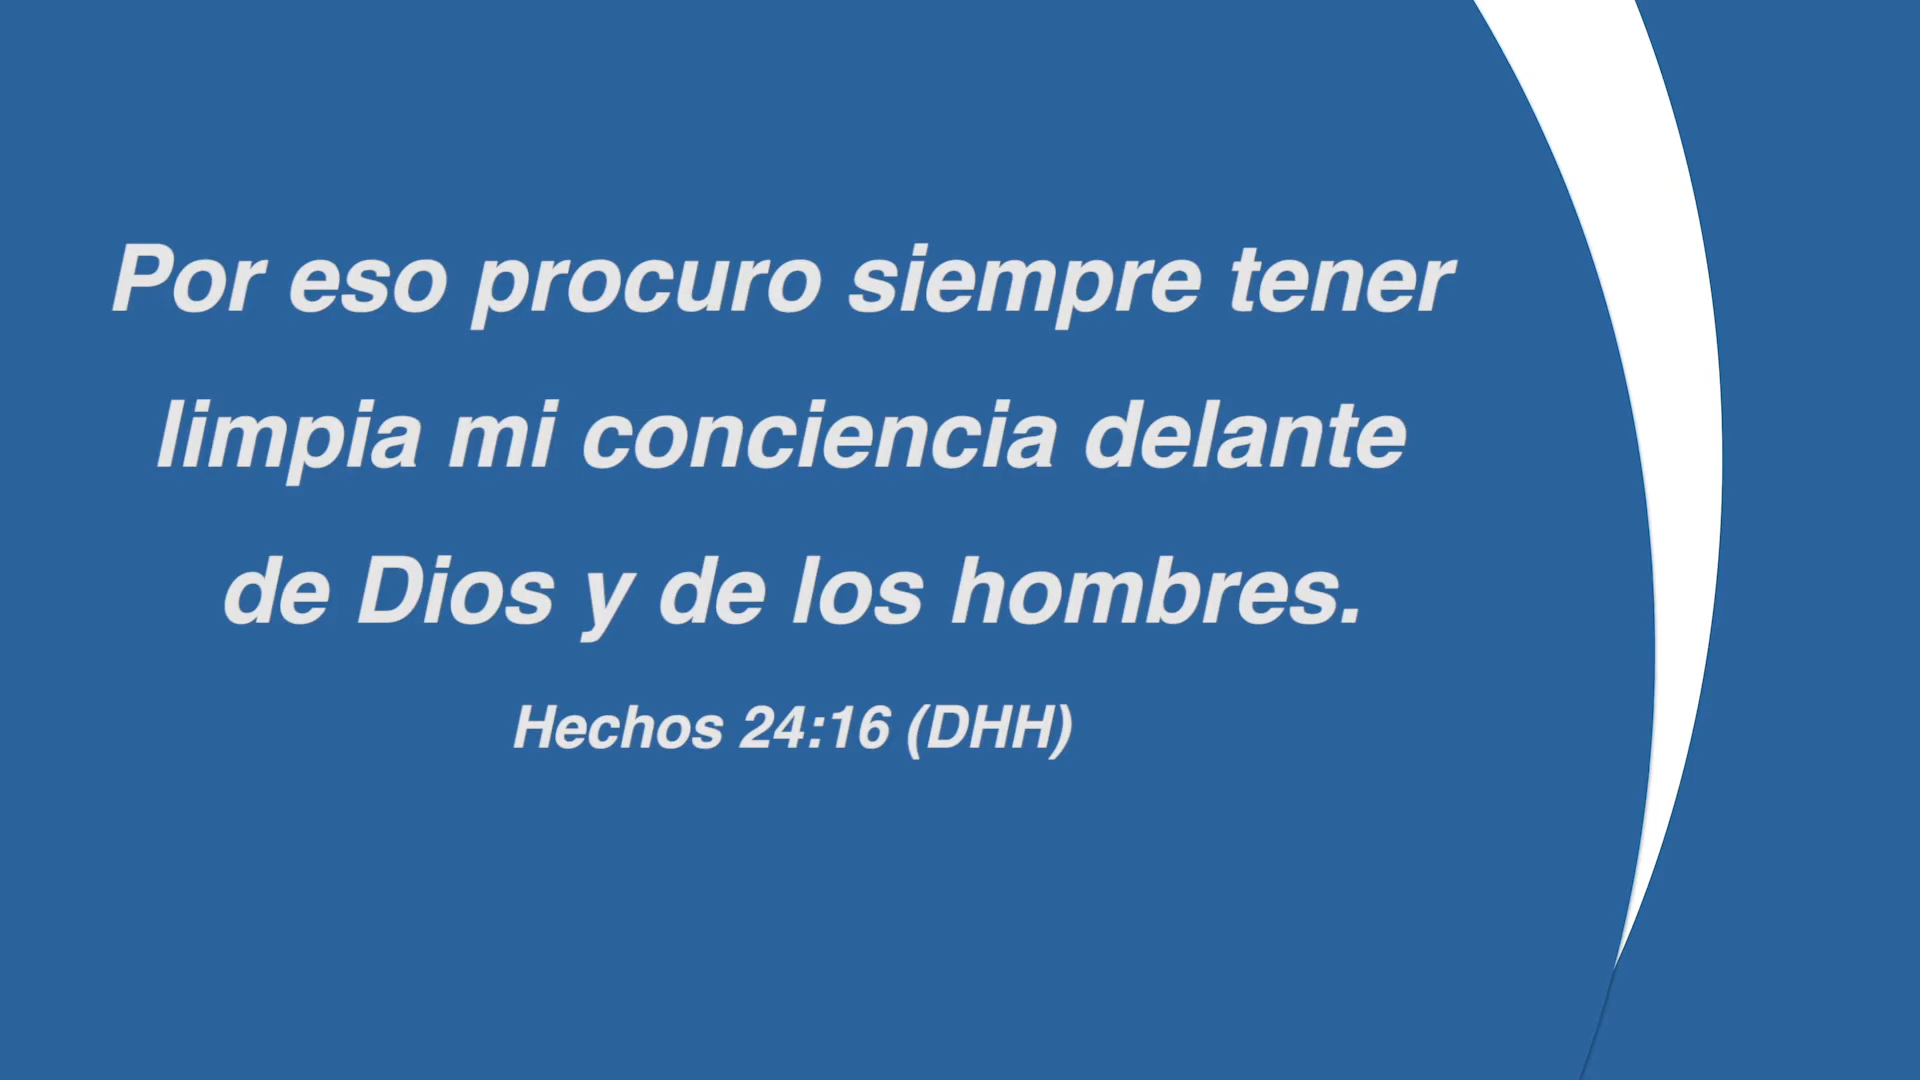 Por eso procuro siempre tener
limpia mi conciencia delante
de Dios y de los hombres.
Hechos 24:16 (DHH)